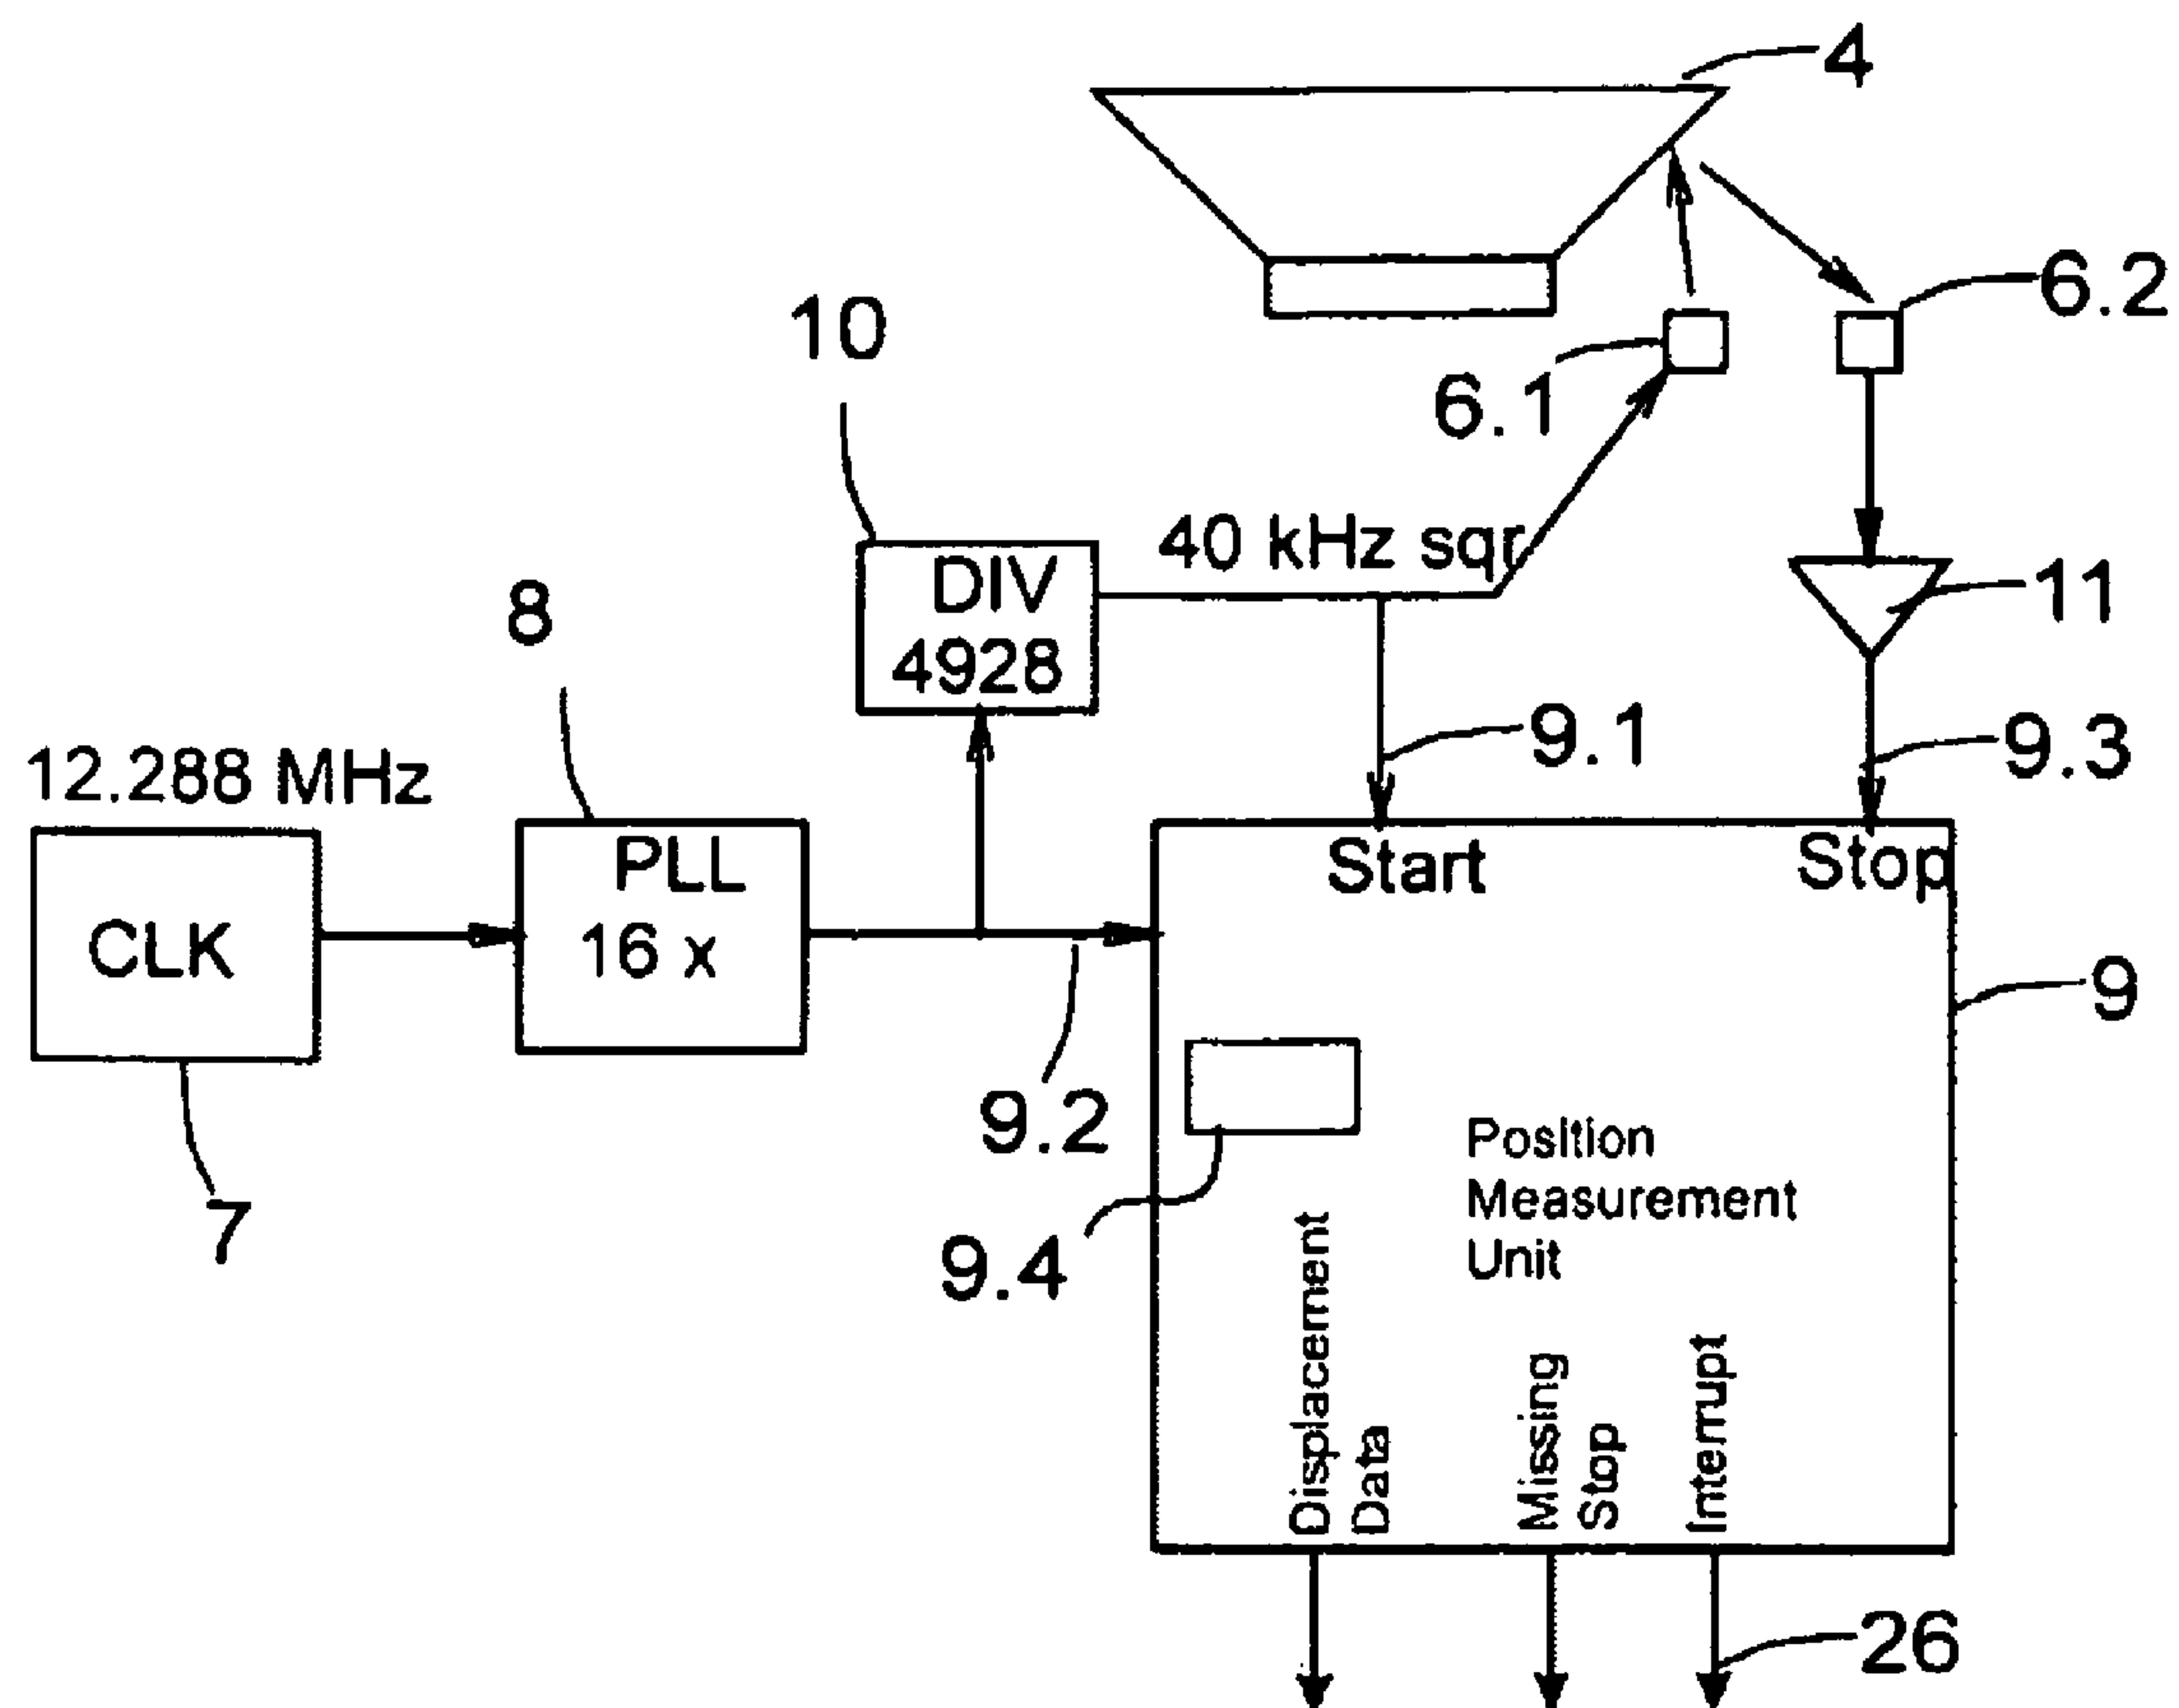 4
6.2
6.1
10
40 kHz sqr
DIV
4928
11
8
9.1
9.3
12.288 MHz
PLL
16 x
CLK
Start
Stop
9
9.2
7
9.4
Position
Measurement
Unit
Displacement
Data
Missing
Stop
Interrupt
26